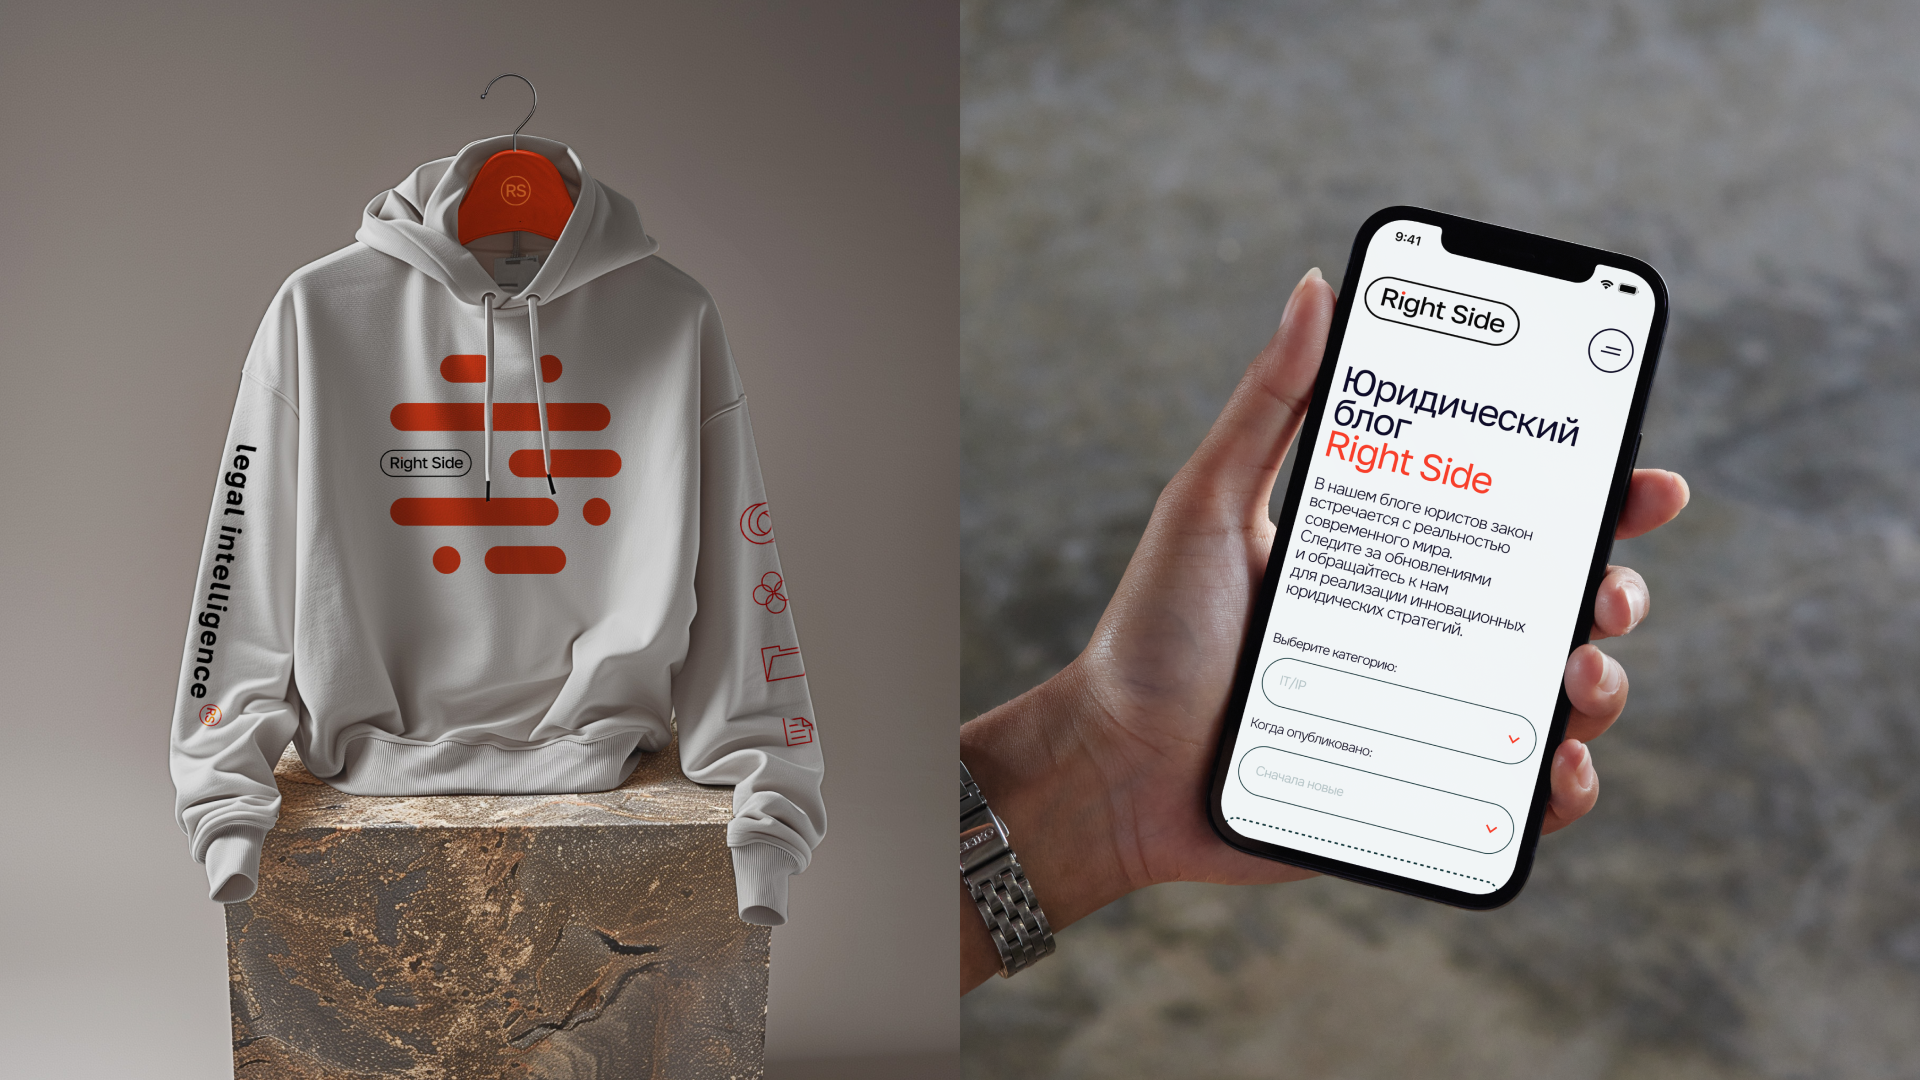 RS
Right Side
legal intelligence
RS
9:41
Right Side
Юридический
блог
Right Side
В нашем блоге юристов закон
встречается с реальностью
современного мира.
Следите за обновлениями
и обращайтесь к нам
для реализации инновационных
юридических стратегий.
Выберите категорию:
IT/IP
Когда опубликовано:
Сначала новые
SEIKO